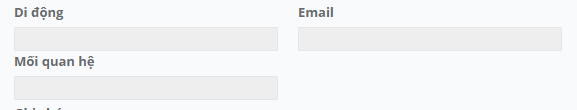 Di động
Email
Mối quan hệ